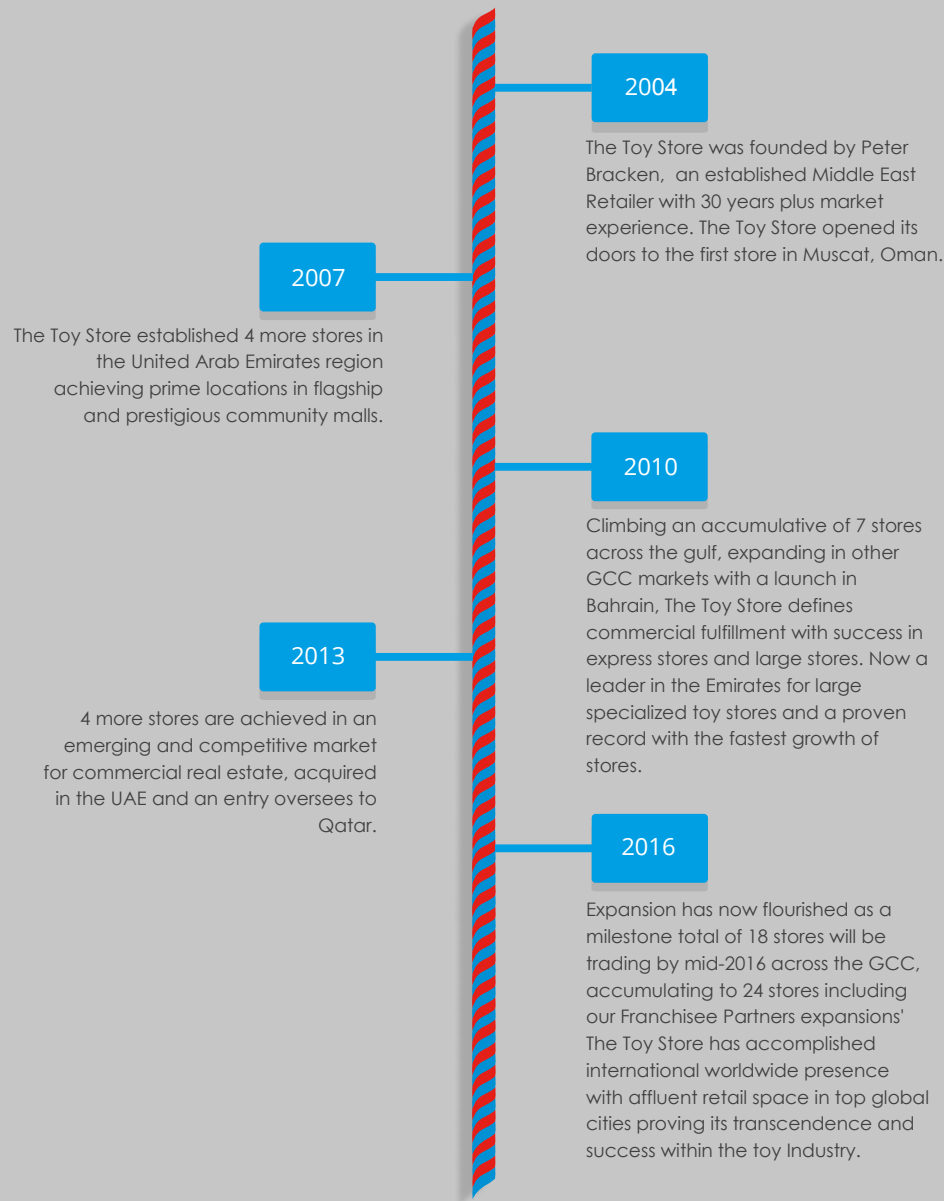 2004
The Toy Store was founded by Peter
Bracken,  an established Middle East
Retailer with 30 years plus market
experience. The Toy Store opened its
doors to the first store in Muscat, Oman.
2007
The Toy Store established 4 more stores in
the United Arab Emirates region
achieving prime locations in flagship
and prestigious community malls.
2010
Climbing an accumulative of 7 stores
across the gulf, expanding in other
GCC markets with a launch in
Bahrain, The Toy Store defines
commercial fulfillment with success in
express stores and large stores. Now a
leader in the Emirates for large
specialized toy stores and a proven
record with the fastest growth of
stores.
2013
4 more stores are achieved in an
emerging and competitive market
for commercial real estate, acquired
in the UAE and an entry oversees to
Qatar.
2016
Expansion has now flourished as a
milestone total of 18 stores will be
trading by mid-2016 across the GCC,
accumulating to 24 stores including
our Franchisee Partners expansions'
The Toy Store has accomplished
international worldwide presence
with affluent retail space in top global
cities proving its transcendence and
success within the toy Industry.